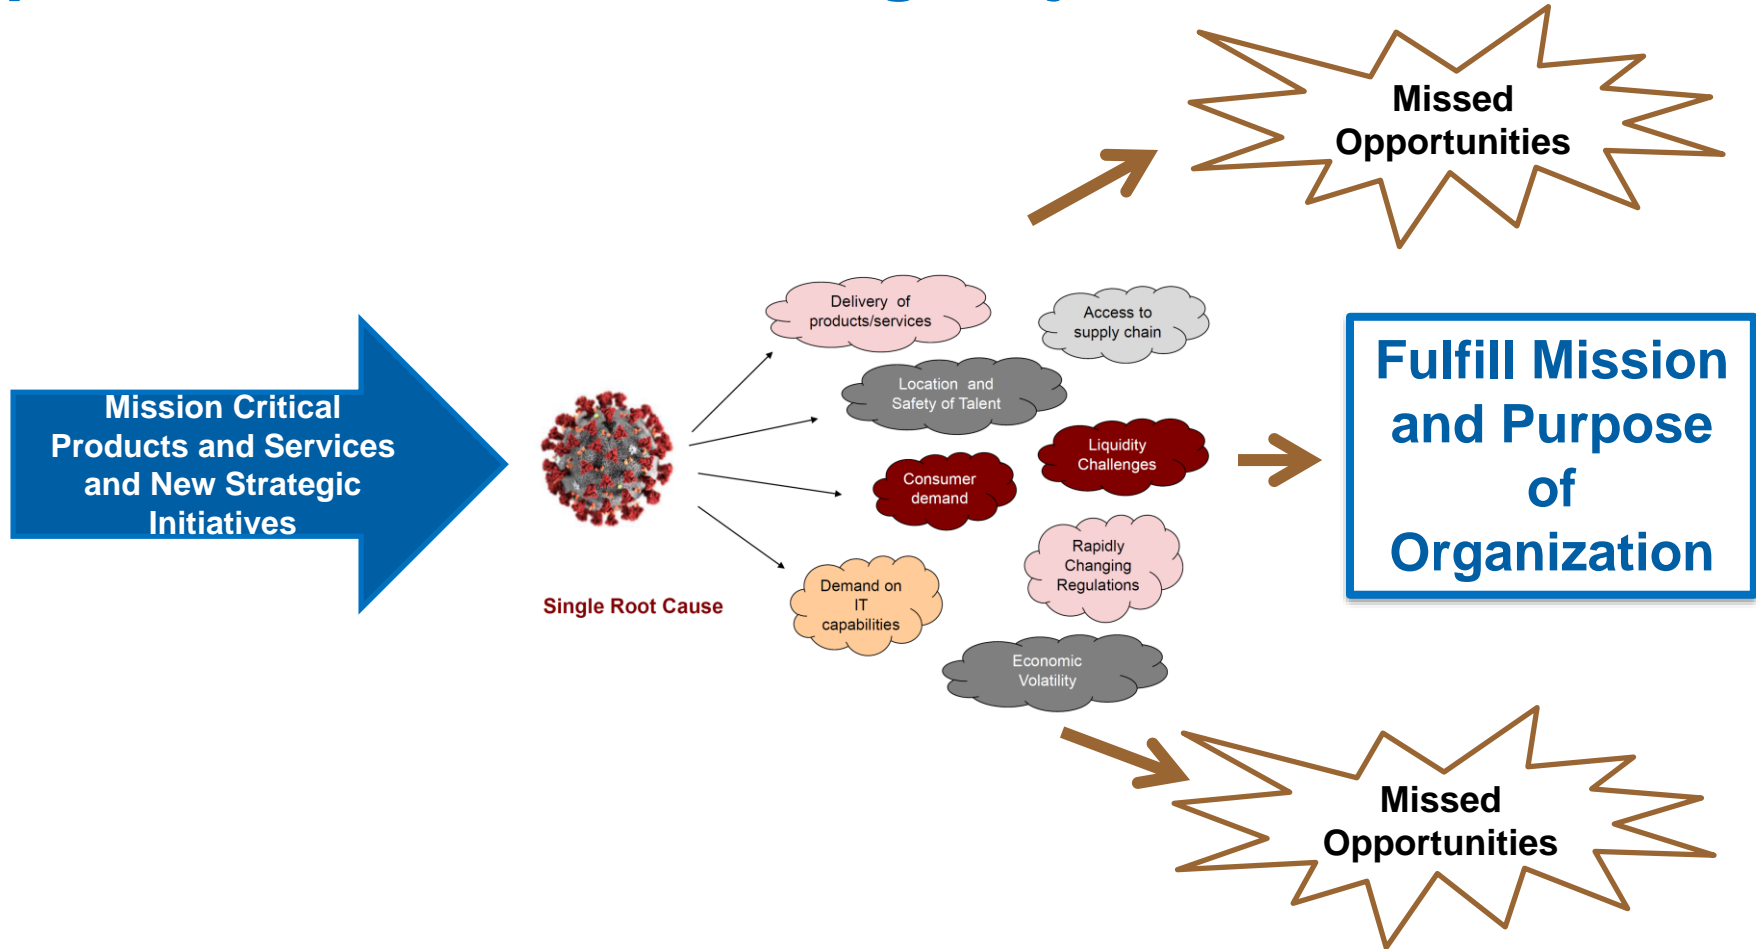 Missed
Opportunities
Delivery of
products/services
Access to
supply chain
Location and
Safety of Talent
Mission Critical
Products and Services
and New Strategic
Initiatives
Liquidity
Challenges
Consumer
demand
Fulfill Mission
and Purpose
of
Organization
Rapidly
Changing
Regulations
Demand on
IT
capabilities
Single Root Cause
Economic
Volatility
Missed
Opportunities